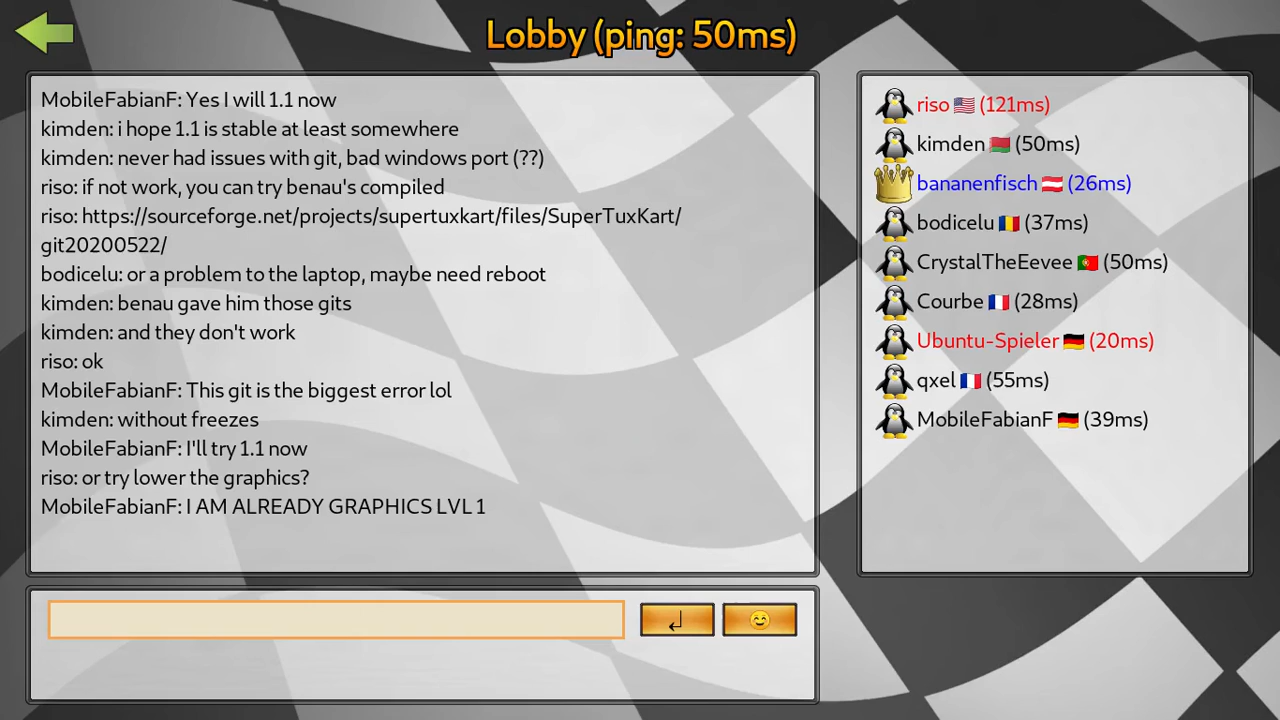 Lobby (ping: 50ms)
MobileFabianF: Yes I will 1.1 now
kimden: i hope 1.1 is stable at least somewhere
kimden: never had issues with git, bad windows port (??)
riso: if not work, you can try benau's compiled
riso: https://sourceforge.net/projects/supertuxkart/files/SuperTuxKart/
git20200522/
bodicelu: or a problem to the laptop, maybe need reboot
kimden: benau gave him those gits
kimden: and they don't work
riso: ok
MobileFabianF: This git is the biggest error lol
kimden: without freezes
MobileFabianF: I'll try 1.1 now
riso: or try lower the graphics?
MobileFabianF: I AM ALREADY GRAPHICS LVL 1
riso 🇺🇸 (121ms)
kimden 🇧🇾 (50ms)
bananenfisch 🇦🇹 (26ms)
bodicelu 🇷🇴 (37ms)
CrystalTheEevee 🇵🇹 (50ms)
Courbe 🇫🇷 (28ms)
Ubuntu-Spieler 🇩🇪 (20ms)
qxel 🇫🇷 (55ms)
MobileFabianF 🇩🇪 (39ms)